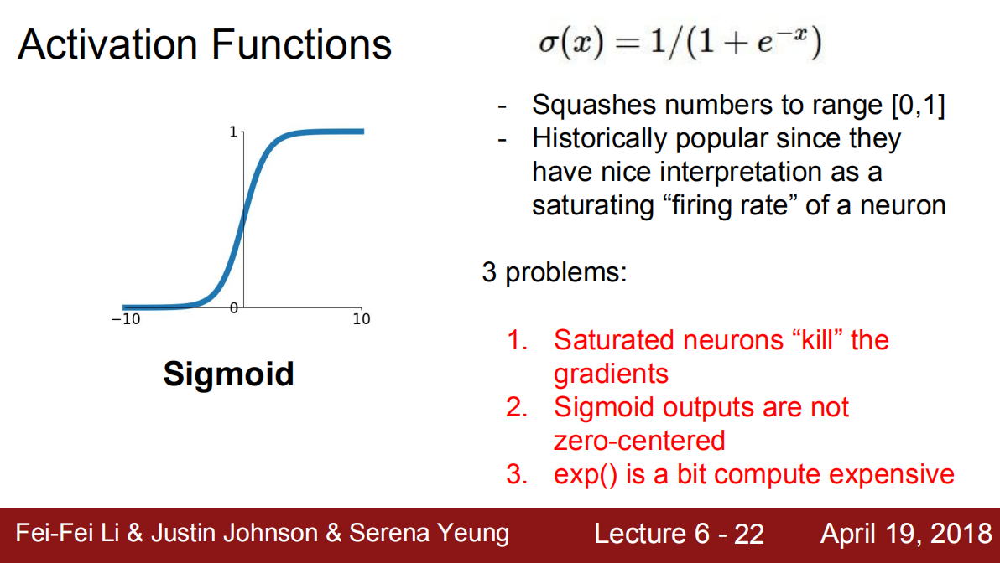 Activation Functions
σ(x) = 1/(1 + e⁻ˣ)
- Squashes numbers to range [0,1]
- Historically popular since they
have nice interpretation as a
saturating “firing rate” of a neuron
1
0
−10
10
Sigmoid
3 problems:
1. Saturated neurons “kill” the
gradients
2. Sigmoid outputs are not
zero-centered
3. exp() is a bit compute expensive
Fei-Fei Li & Justin Johnson & Serena Yeung
Lecture 6 - 22
April 19, 2018